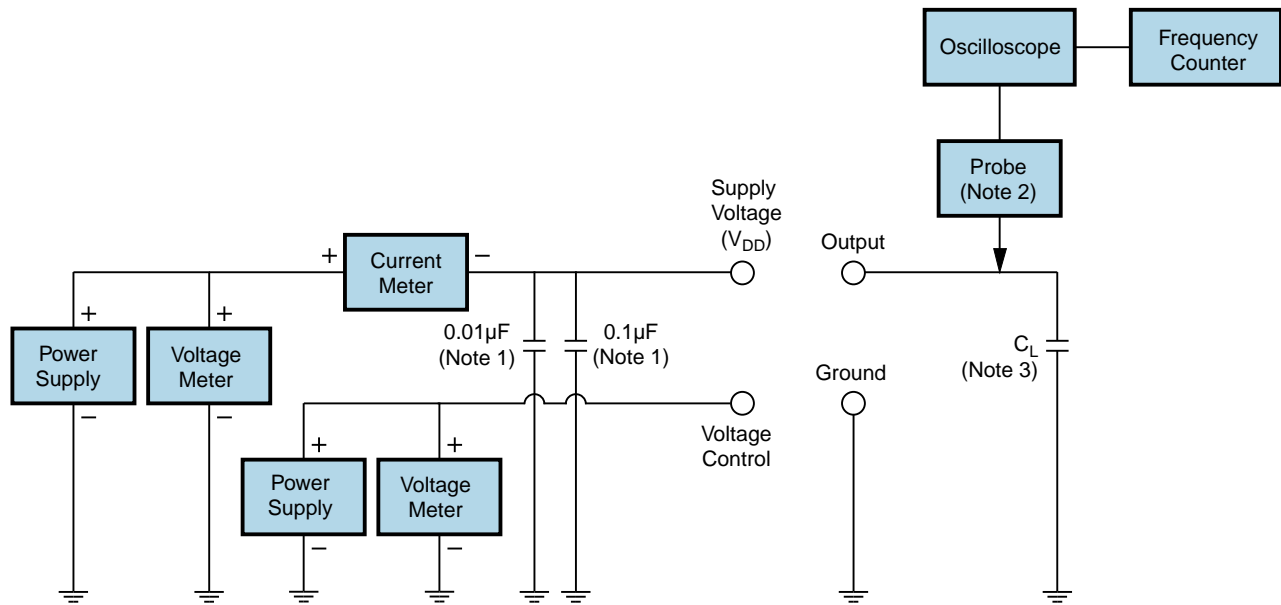 Oscilloscope
Frequency
Counter
Probe
(Note 2)
Supply
Voltage
(VDD)
Output
+
Current
Meter
−
+
Power
Supply
−
+
Voltage
Meter
−
0.01µF
(Note 1)
0.1µF
(Note 1)
CL
(Note 3)
Ground
Voltage
Control
+
Power
Supply
−
+
Voltage
Meter
−